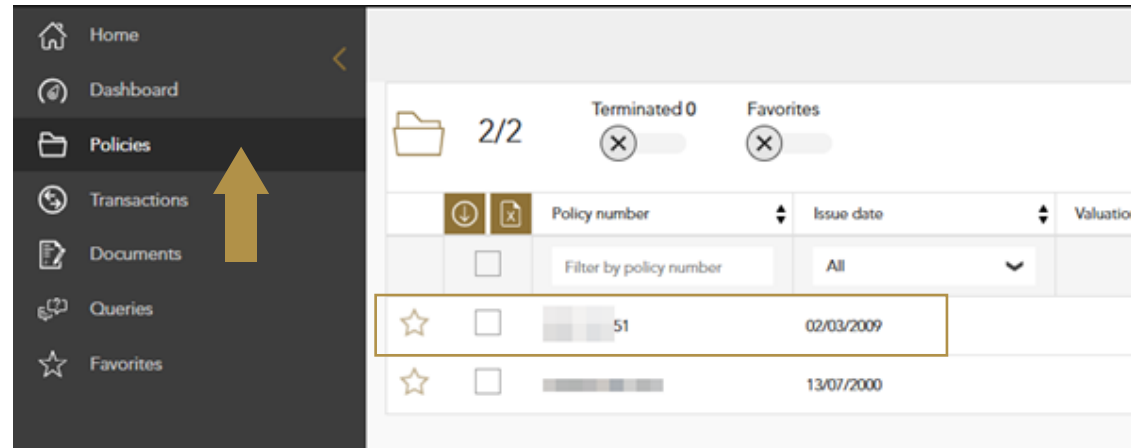 Home
Dashboard
Policies
Transactions
Documents
Queries
Favorites
2/2
Terminated 0
Favorites
Policy number
Issue date
Filter by policy number
All
51
02/03/2009
13/07/2000